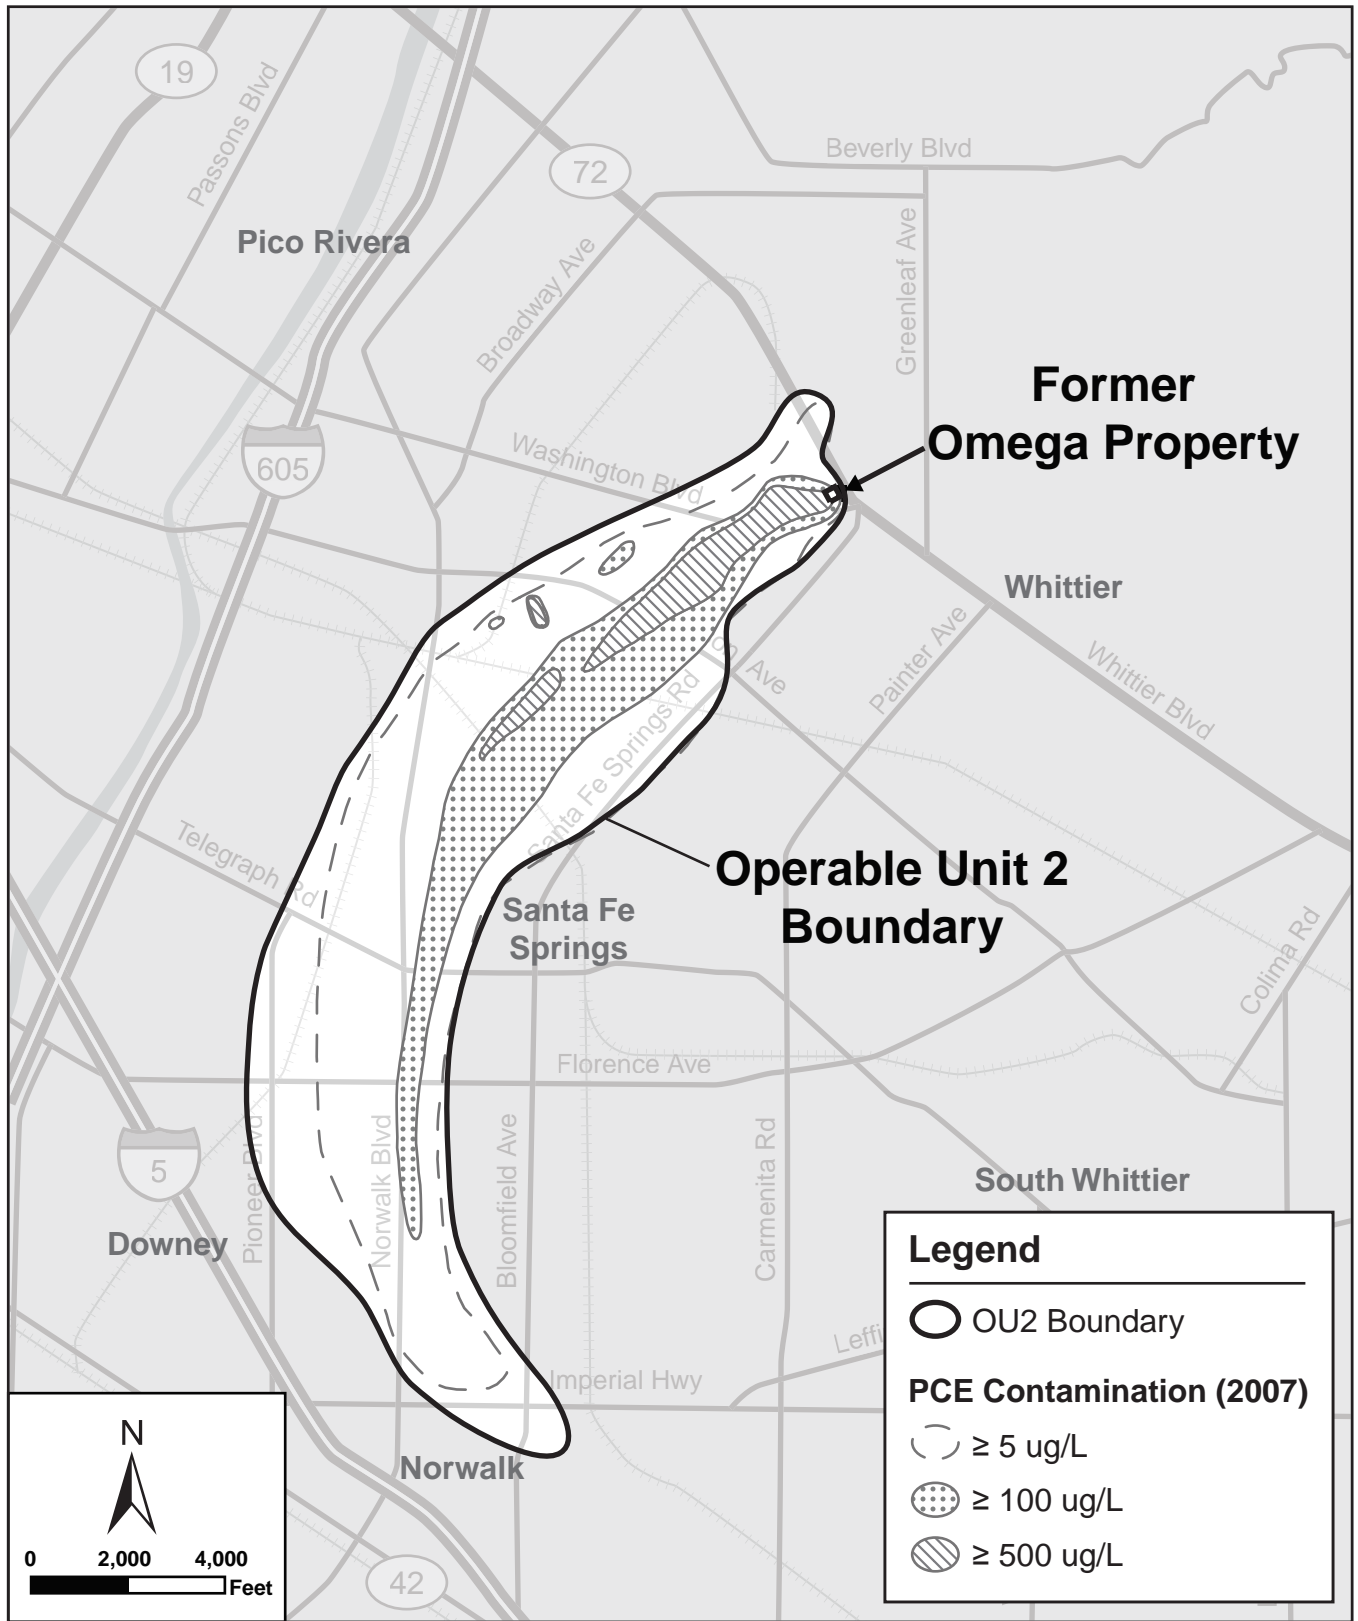 19
Passons Blvd
72
Beverly Blvd
Pico Rivera
Broadway Ave
Greenleaf Ave
Former
Omega Property
605
Washington Blvd
Whittier
Painter Ave
Whittier Blvd
on Ave
Santa Fe Springs Rd
Telegraph Rd
Operable Unit 2
Boundary
Santa Fe
Springs
Colima Rd
Florence Ave
5
Downey
Pioneer Blvd
Norwalk Blvd
Bloomfield Ave
Carmenita Rd
South Whittier
Imperial Hwy
Leffi
Norwalk
42
Legend
OU2 Boundary
PCE Contamination (2007)
≥ 5 ug/L
≥ 100 ug/L
≥ 500 ug/L
N
0 2,000 4,000
Feet